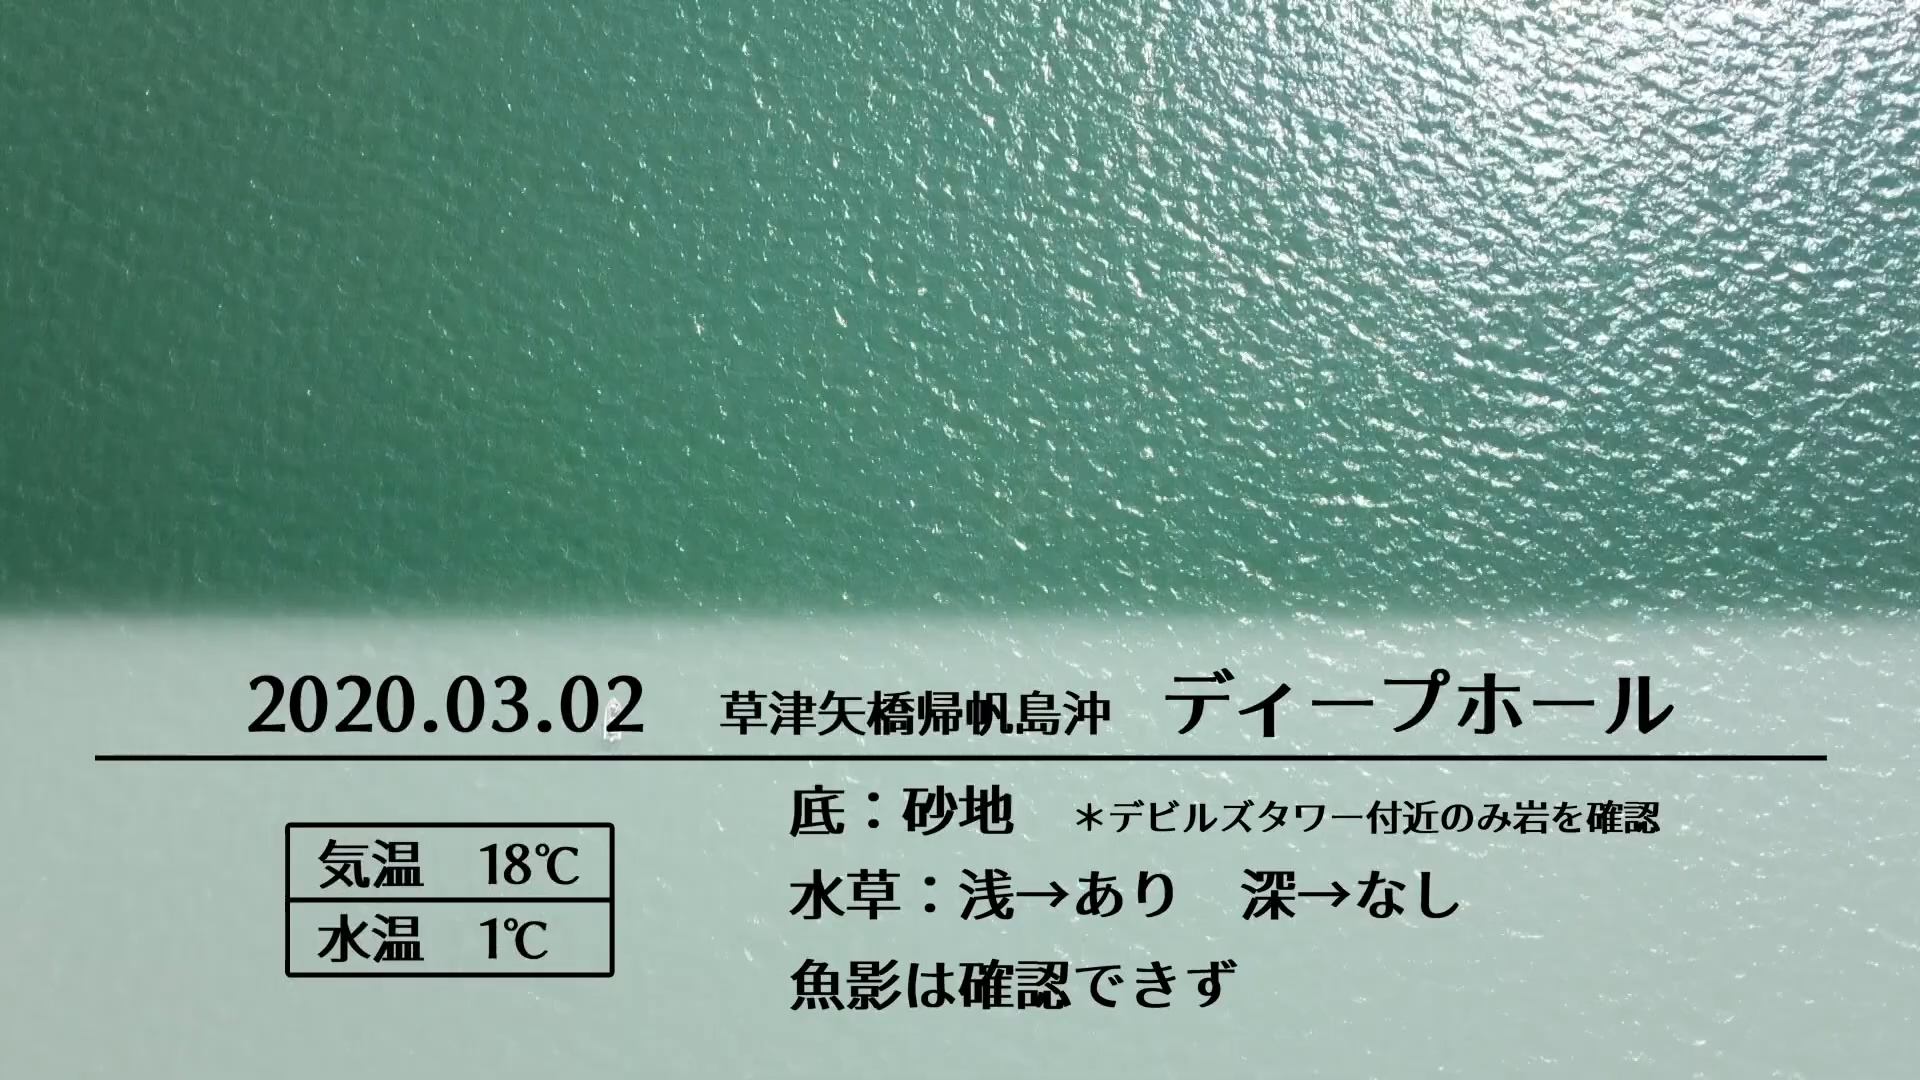 2020.03.02 草津矢橋帰帆島沖 ディープホール
気温 18℃
水温 1℃
底：砂地 ＊デビルズタワー付近のみ岩を確認
水草：浅→あり 深→なし
魚影は確認できず